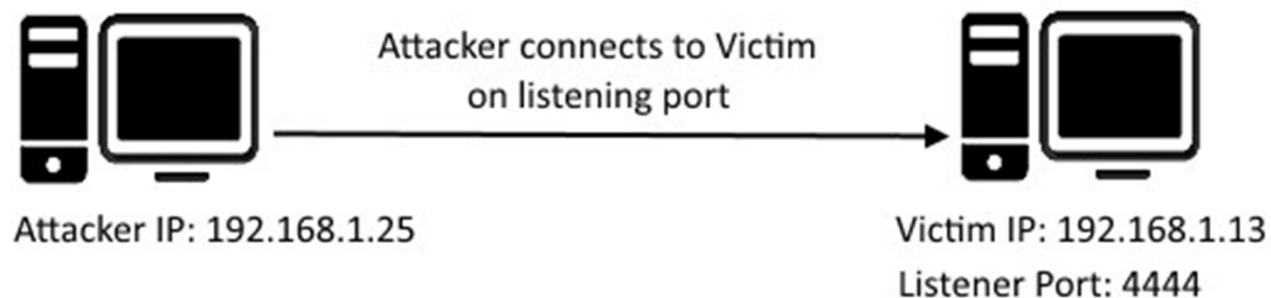 Attacker connects to Victim
on listening port
Attacker IP: 192.168.1.25
Victim IP: 192.168.1.13
Listener Port: 4444